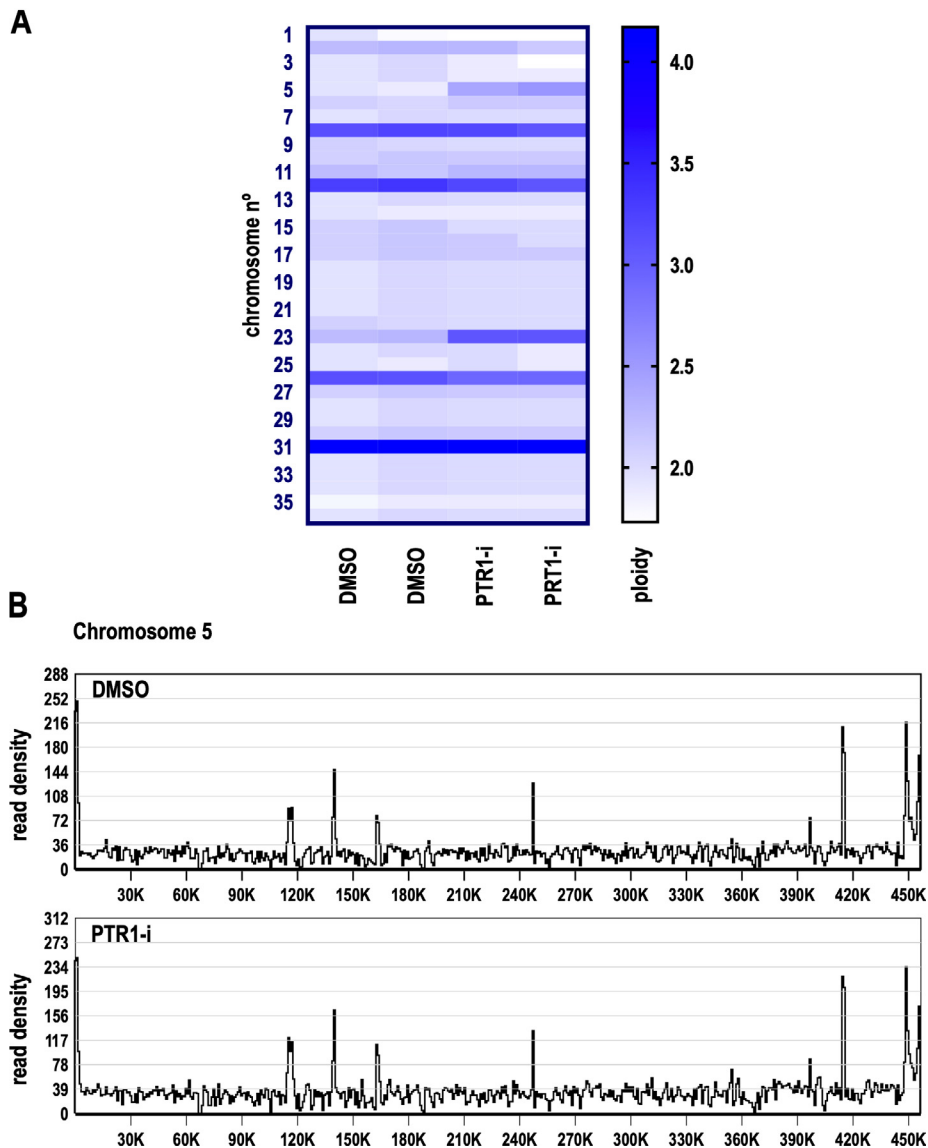 A
chromosome nº
1
3
5
7
9
11
13
15
17
19
21
23
25
27
29
31
33
35
DMSO
DMSO
PTR1-i
PRT1-i
4.0
3.5
3.0
2.5
2.0
ploidy
B
Chromosome 5
read density
288
252
216
180
144
108
72
36
0
DMSO
30K 60K 90K 120K 150K 180K 210K 240K 270K 300K 330K 360K 390K 420K 450K
read density
312
273
234
195
156
117
78
39
0
PTR1-i
30K 60K 90K 120K 150K 180K 210K 240K 270K 300K 330K 360K 390K 420K 450K